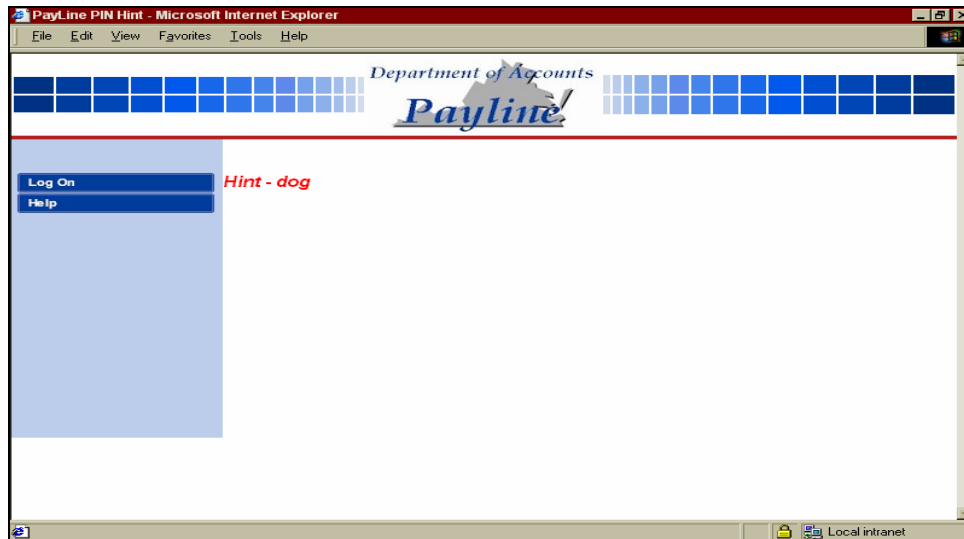 PayLine PIN Hint - Microsoft Internet Explorer
File Edit View Favorites Tools Help
Department of Accounts
Payline
Log On
Help
Hint - dog
Local intranet